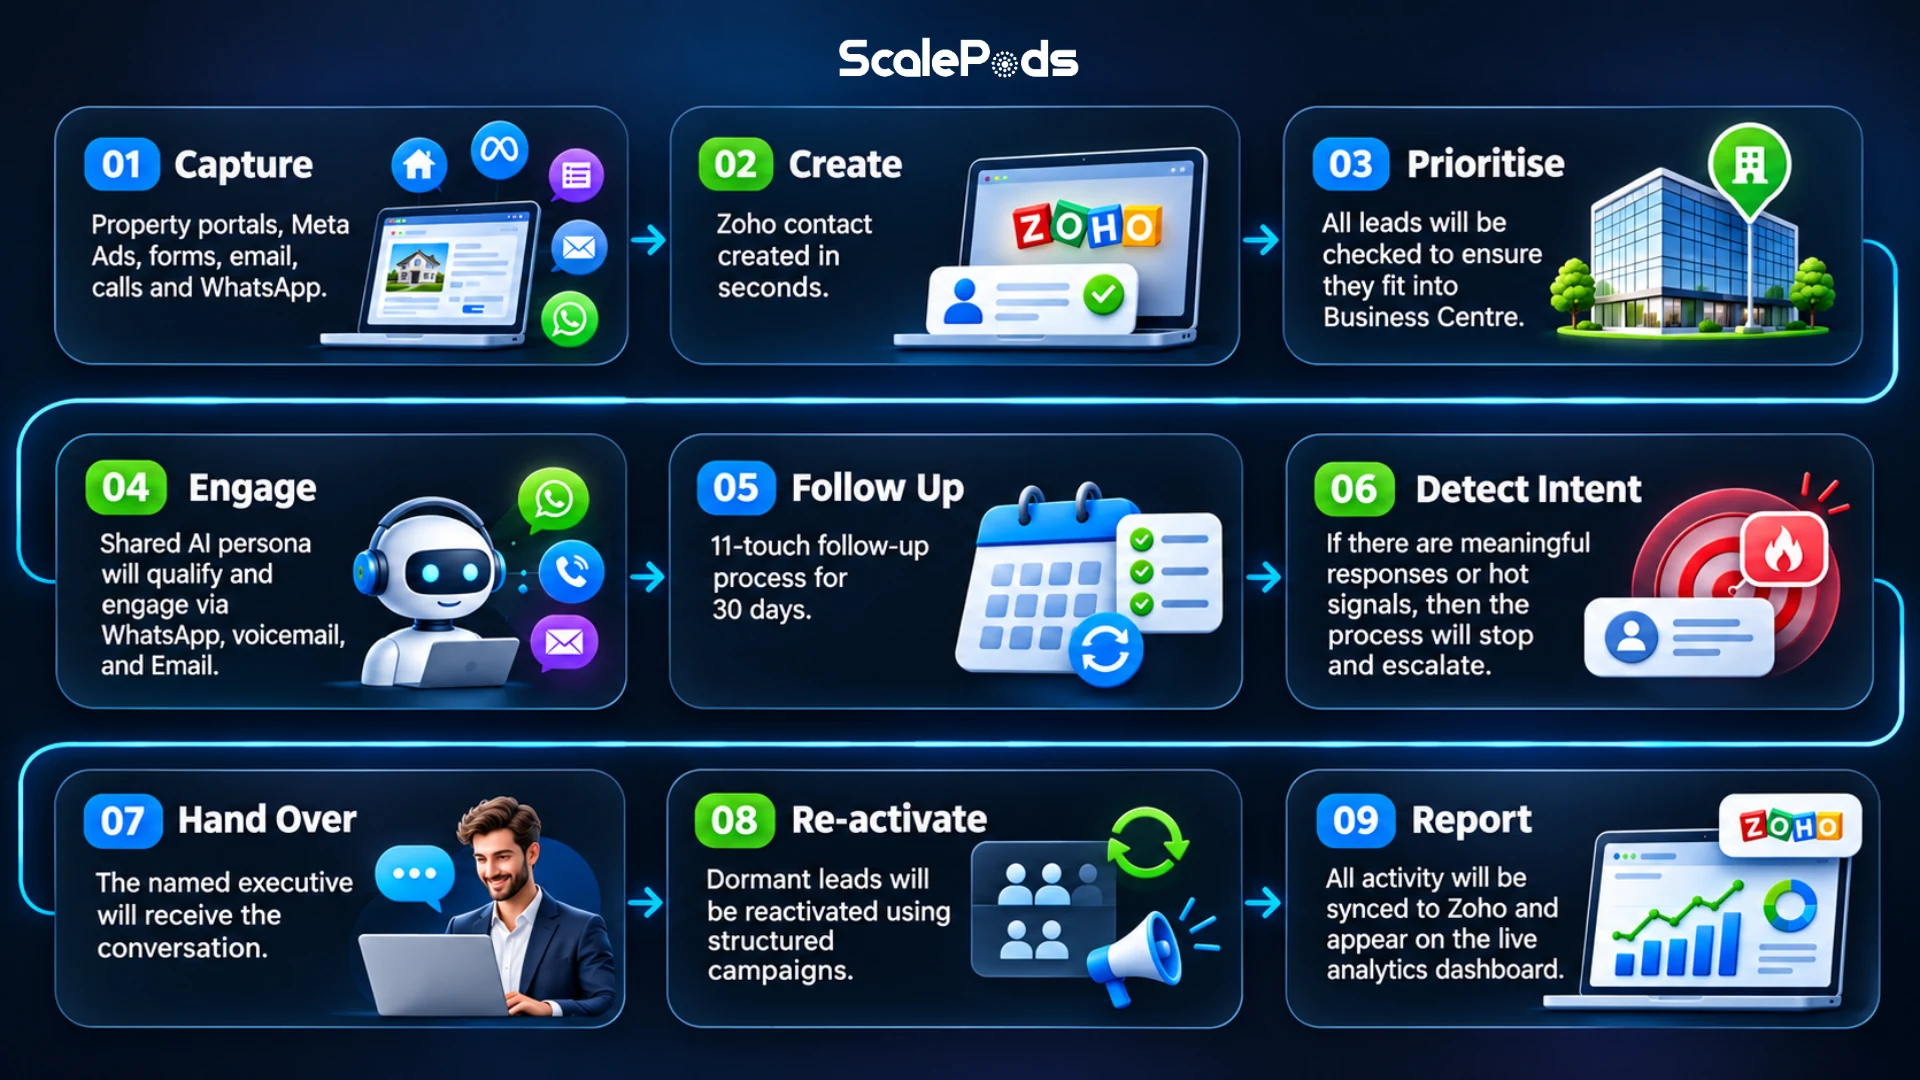 ScalePods
01 Capture
Property portals, Meta
Ads, forms, email,
calls and WhatsApp.
02 Create
Zoho contact
created in
seconds.
ZOHO
03 Prioritise
All leads will be
checked to ensure
they fit into
Business Centre.
04 Engage
Shared AI persona
will qualify and
engage via
WhatsApp, voicemail,
and Email.
05 Follow Up
11-touch follow-up
process for
30 days.
06 Detect Intent
If there are meaningful
responses or hot
signals, then the
process will stop
and escalate.
07 Hand Over
The named executive
will receive the
conversation.
08 Re-activate
Dormant leads will
be reactivated using
structured
campaigns.
09 Report
All activity will be
synced to Zoho and
appear on the live
analytics dashboard.
ZOHO